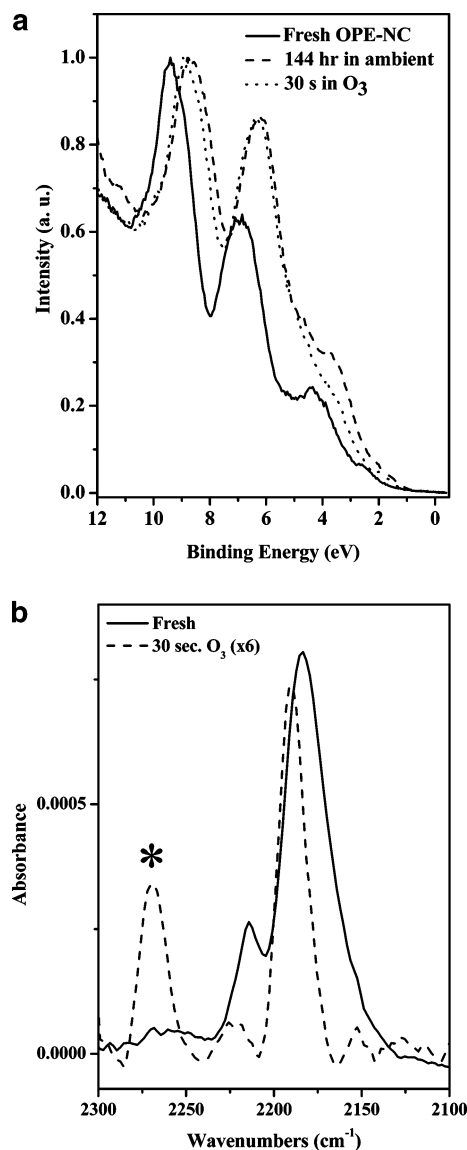 a
Fresh OPE-NC
144 hr in ambient
30 s in O3
Intensity (a. u.)
1.0
0.8
0.6
0.4
0.2
0.0
12 10 8 6 4 2 0
Binding Energy (eV)
b
Fresh
30 sec. O3 (x6)
*
Absorbance
0.0005
0.0000
2300 2250 2200 2150 2100
Wavenumbers (cm-1)